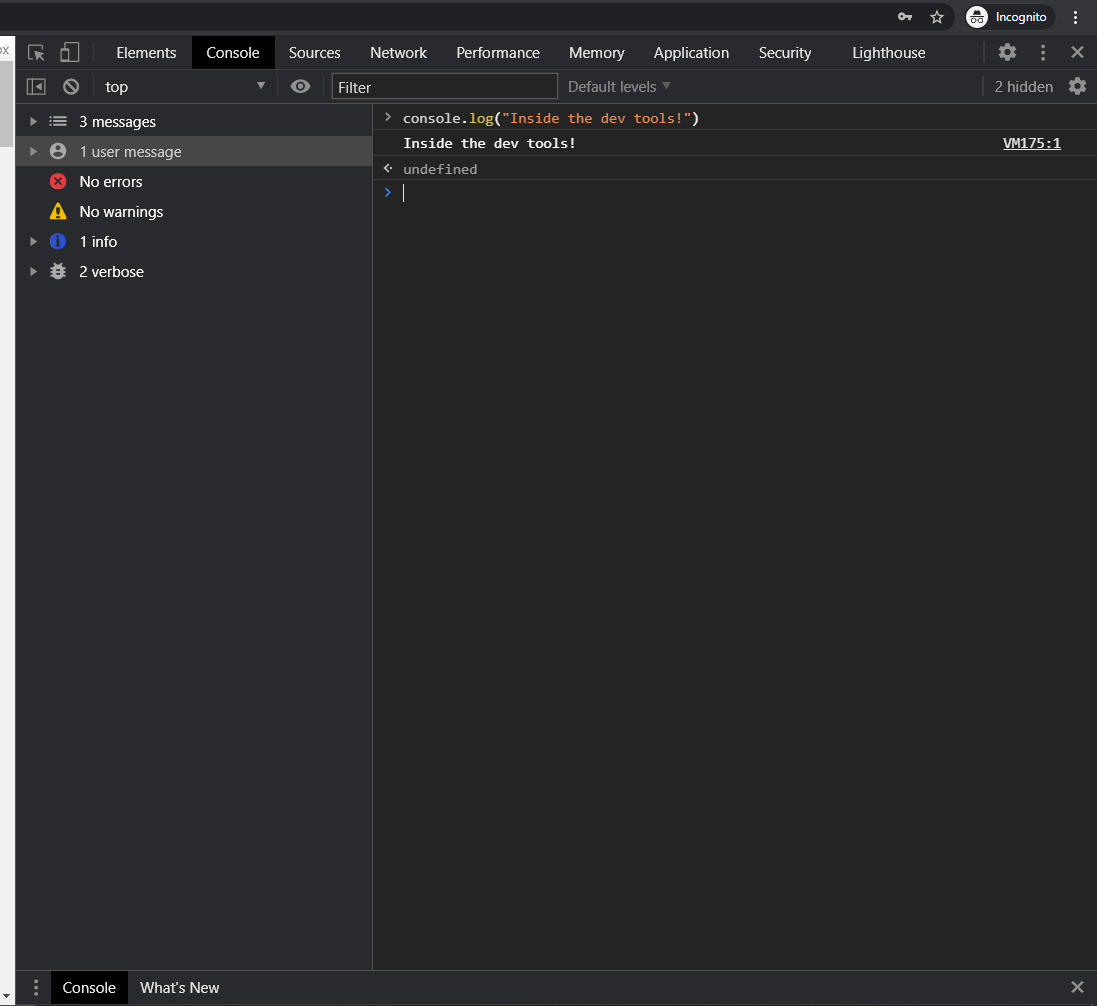 Incognito
ox
Elements Console Sources Network Performance Memory Application Security Lighthouse
top Filter Default levels 2 hidden
3 messages
1 user message
No errors
No warnings
1 info
2 verbose
console.log("Inside the dev tools!")
Inside the dev tools! VM175:1
undefined
Console What's New